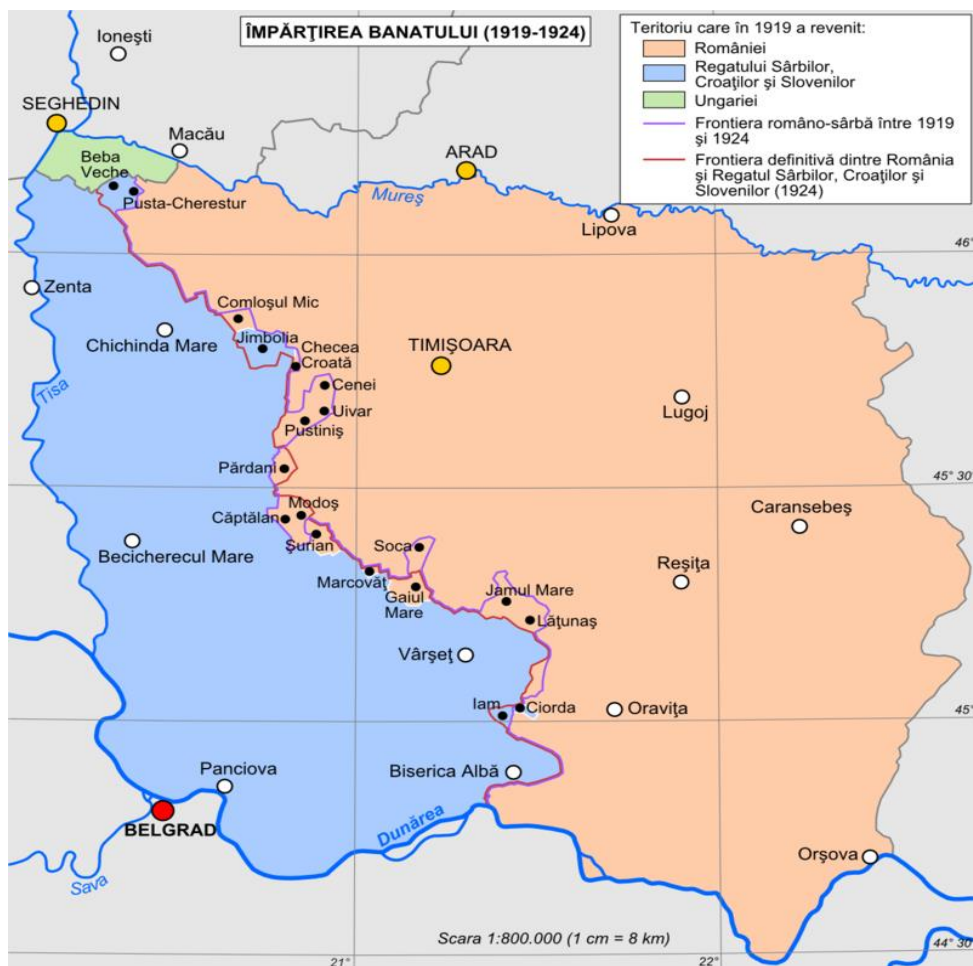 ÎMPĂRŢIREA BANATULUI (1919-1924)
Teritoriu care în 1919 a revenit:
României
Regatului Sârbilor,
Croaţilor şi Slovenilor
Ungariei
Frontiera româno-sârbă între 1919
şi 1924
Frontiera definitivă dintre România
şi Regatul Sârbilor, Croaţilor şi
Slovenilor (1924)
Ioneşti
SEGHEDIN
Macău
Beba
Veche
Pusta-Cherestur
ARAD
Mureş
Lipova
46°
Zenta
Comloşul Mic
Chichinda Mare
Jimbolia
Checea
Croată
TIMIŞOARA
Tisa
Cenei
Uivar
Pustiniş
Lugoj
Părdani
45° 30
Modoş
Căptălan
Şurian
Caransebeş
Becicherecul Mare
Soca
Marcovăţ
Gaiul
Mare
Jamul Mare
Reşiţa
Lăţunaş
Vârşeţ
Iam
Ciorda
Oraviţa
45°
Panciova
Biserica Albă
BELGRAD
Dunărea
Orşova
Sava
Scara 1:800.000 (1 cm = 8 km)
44° 30
21°
22°